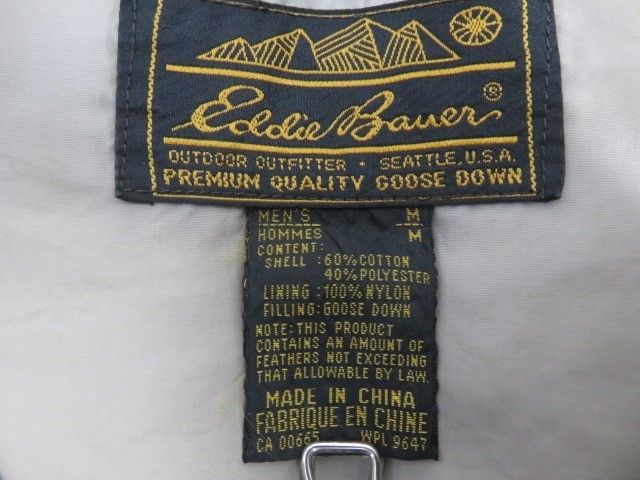 Eddie Bauer®
OUTDOOR OUTFITTER · SEATTLE, U.S.A.
PREMIUM QUALITY GOOSE DOWN
MEN'S M
HOMMES M
CONTENT:
SHELL : 60% COTTON
40% POLYESTER
LINING : 100% NYLON
FILLING: GOOSE DOWN
NOTE: THIS PRODUCT
CONTAINS AN AMOUNT OF
FEATHERS NOT EXCEEDING
THAT ALLOWABLE BY LAW.
MADE IN CHINA
FABRIQUE EN CHINE
CA 00665 WPL 9647